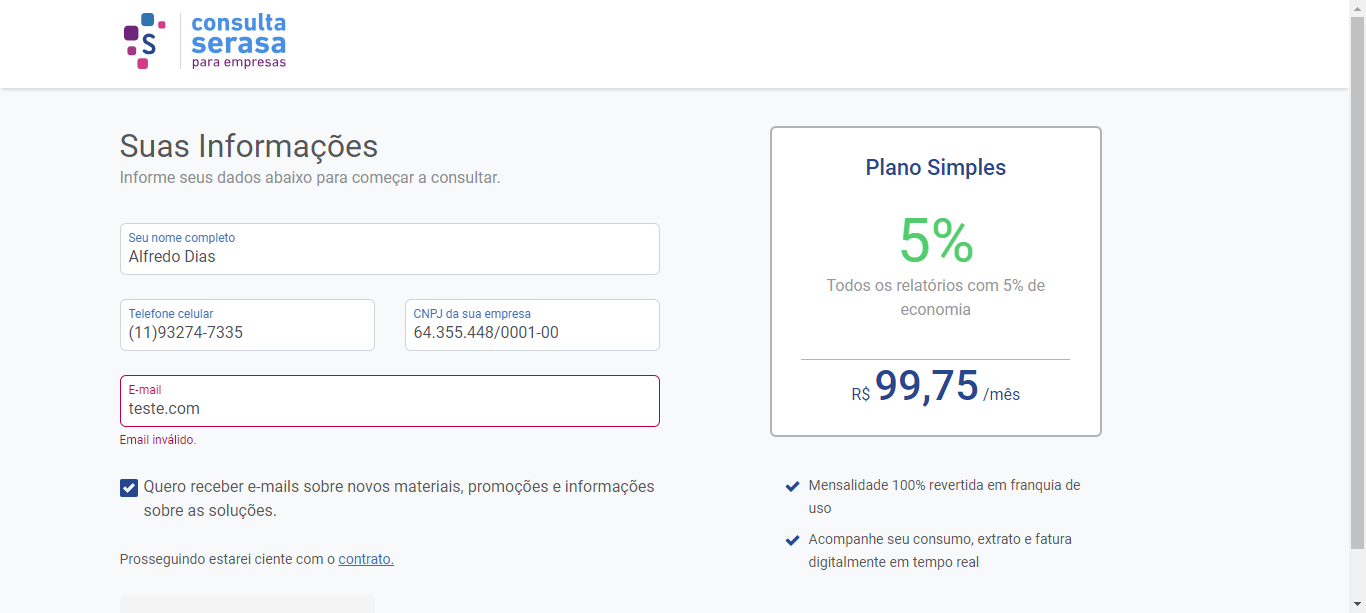 S
consulta
serasa
para empresas
Suas Informações
Informe seus dados abaixo para começar a consultar.
Seu nome completo
Alfredo Dias
Telefone celular
(11)93274-7335
CNPJ da sua empresa
64.355.448/0001-00
E-mail
teste.com
Email inválido.
Quero receber e-mails sobre novos materiais, promoções e informações
sobre as soluções.
Prosseguindo estarei ciente com o contrato.
Plano Simples
5%
Todos os relatórios com 5% de
economia
R$ 99,75 /mês
Mensalidade 100% revertida em franquia de
uso
Acompanhe seu consumo, extrato e fatura
digitalmente em tempo real